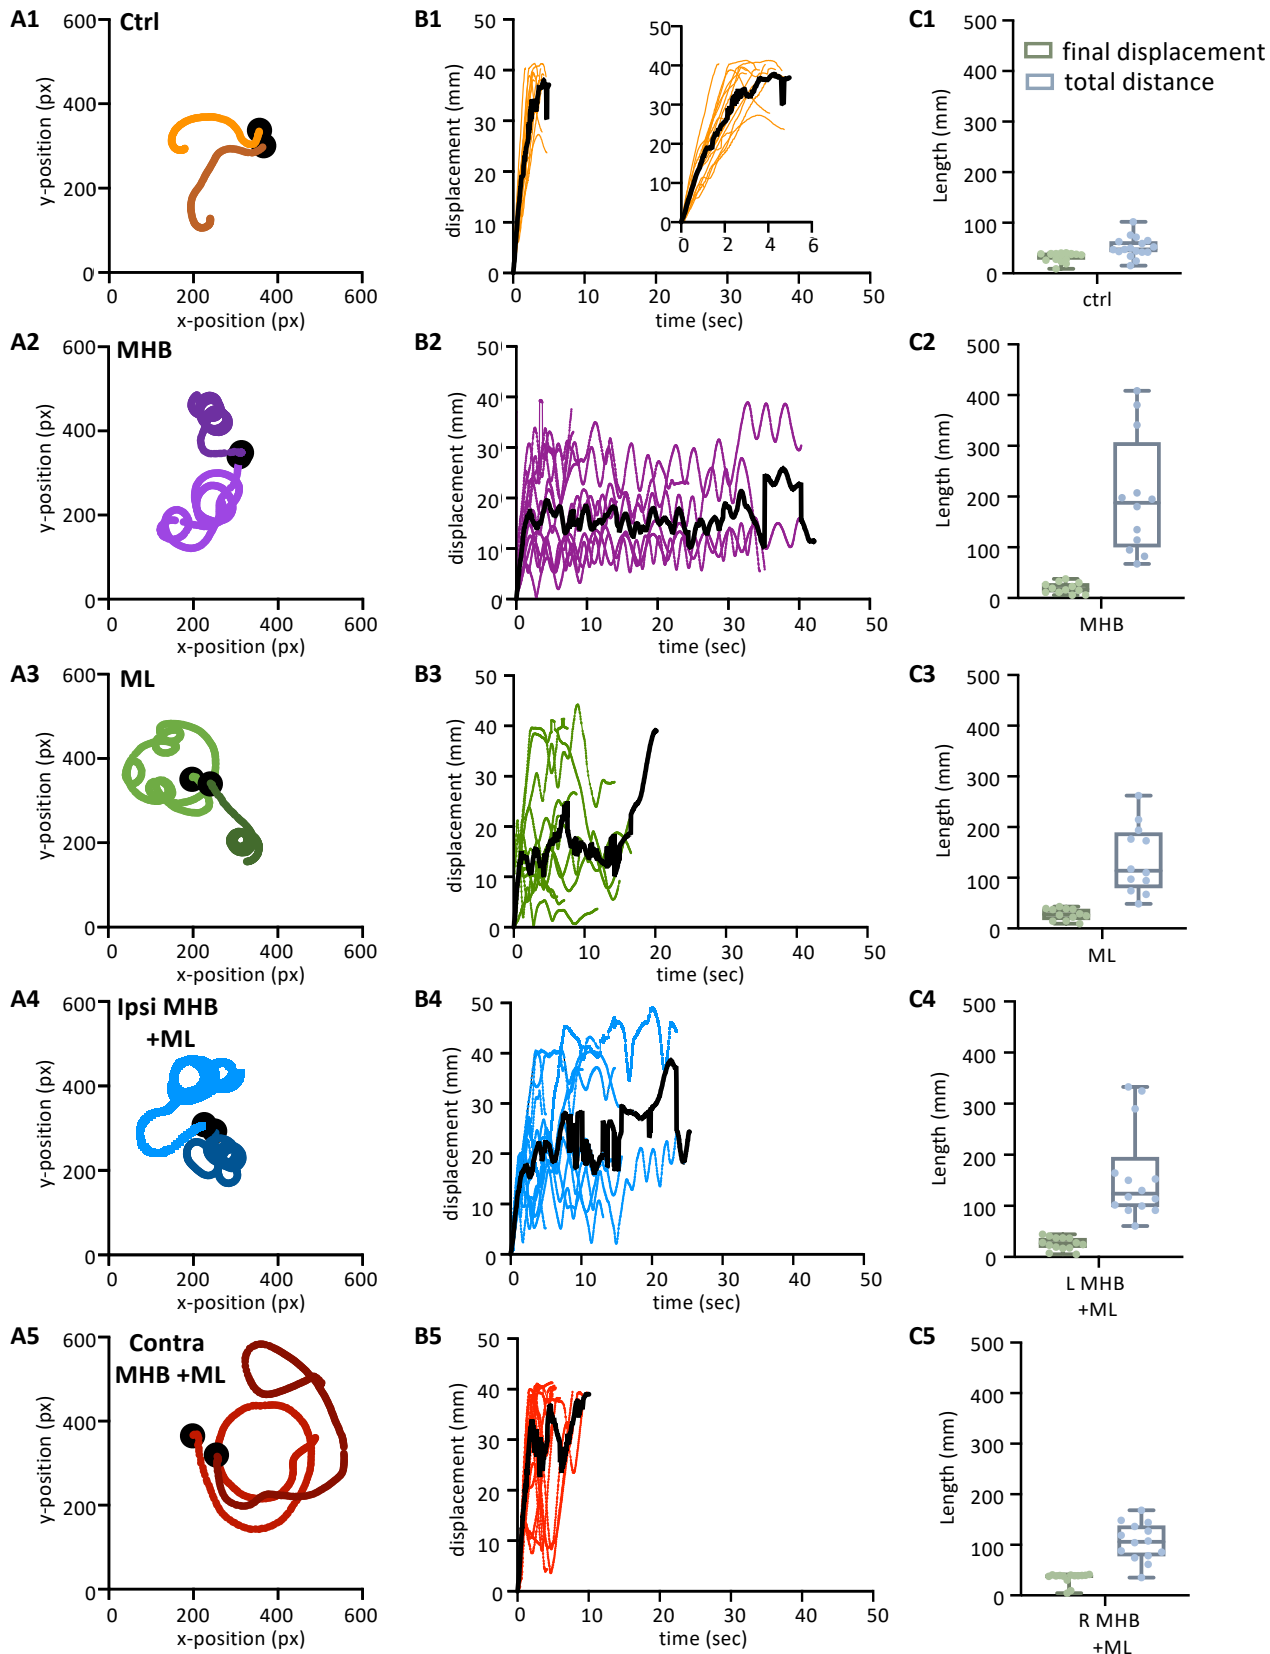 A1
Ctrl
600
400
200
0
y-position (px)
0 200 400 600
x-position (px)
B1
50
40
30
20
10
0
displacement (mm)
0 10 20 30 40 50
time (sec)
50
40
30
20
10
0
0 2 4 6
C1
500
400
300
200
100
0
Length (mm)
final displacement
total distance
ctrl
A2
MHB
600
400
200
0
y-position (px)
0 200 400 600
x-position (px)
B2
50
40
30
20
10
0
displacement (mm)
0 10 20 30 40 50
time (sec)
C2
500
400
300
200
100
0
Length (mm)
MHB
A3
ML
600
400
200
0
y-position (px)
0 200 400 600
x-position (px)
B3
50
40
30
20
10
0
displacement (mm)
0 10 20 30 40 50
time (sec)
C3
500
400
300
200
100
0
Length (mm)
ML
A4
Ipsi MHB
+ML
600
400
200
0
y-position (px)
0 200 400 600
x-position (px)
B4
50
40
30
20
10
0
displacement (mm)
0 10 20 30 40 50
time (sec)
C4
500
400
300
200
100
0
Length (mm)
L MHB
+ML
A5
Contra
MHB +ML
600
400
200
0
y-position (px)
0 200 400 600
x-position (px)
B5
50
40
30
20
10
0
displacement (mm)
0 10 20 30 40 50
time (sec)
C5
500
400
300
200
100
0
Length (mm)
R MHB
+ML